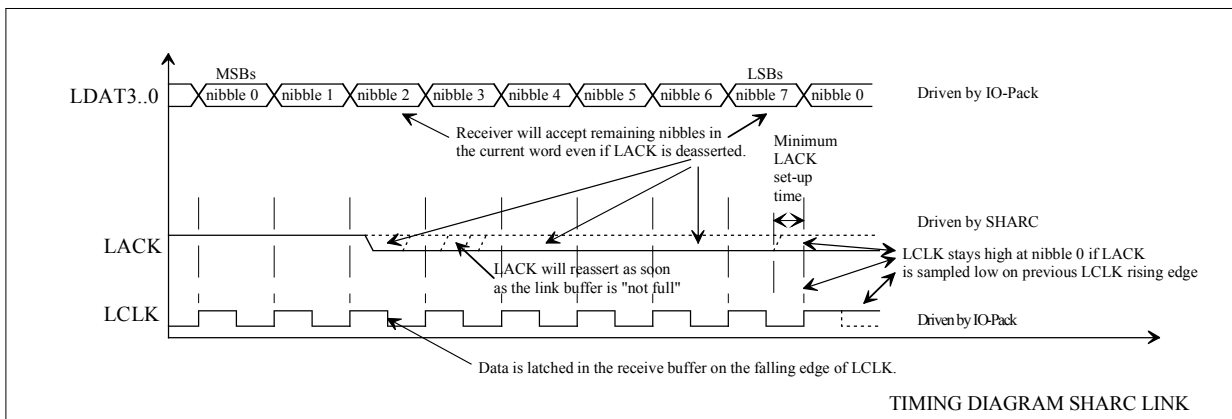 MSBs
LSBs
LDAT3..0
nibble 0
nibble 1
nibble 2
nibble 3
nibble 4
nibble 5
nibble 6
nibble 7
nibble 0
Driven by IO-Pack
Receiver will accept remaining nibbles in
the current word even if LACK is deasserted.
Minimum
LACK
set-up
time
Driven by SHARC
LACK
LCLK stays high at nibble 0 if LACK
is sampled low on previous LCLK rising edge
LACK will reassert as soon
as the link buffer is "not full"
LCLK
Driven by IO-Pack
Data is latched in the receive buffer on the falling edge of LCLK.
TIMING DIAGRAM SHARC LINK